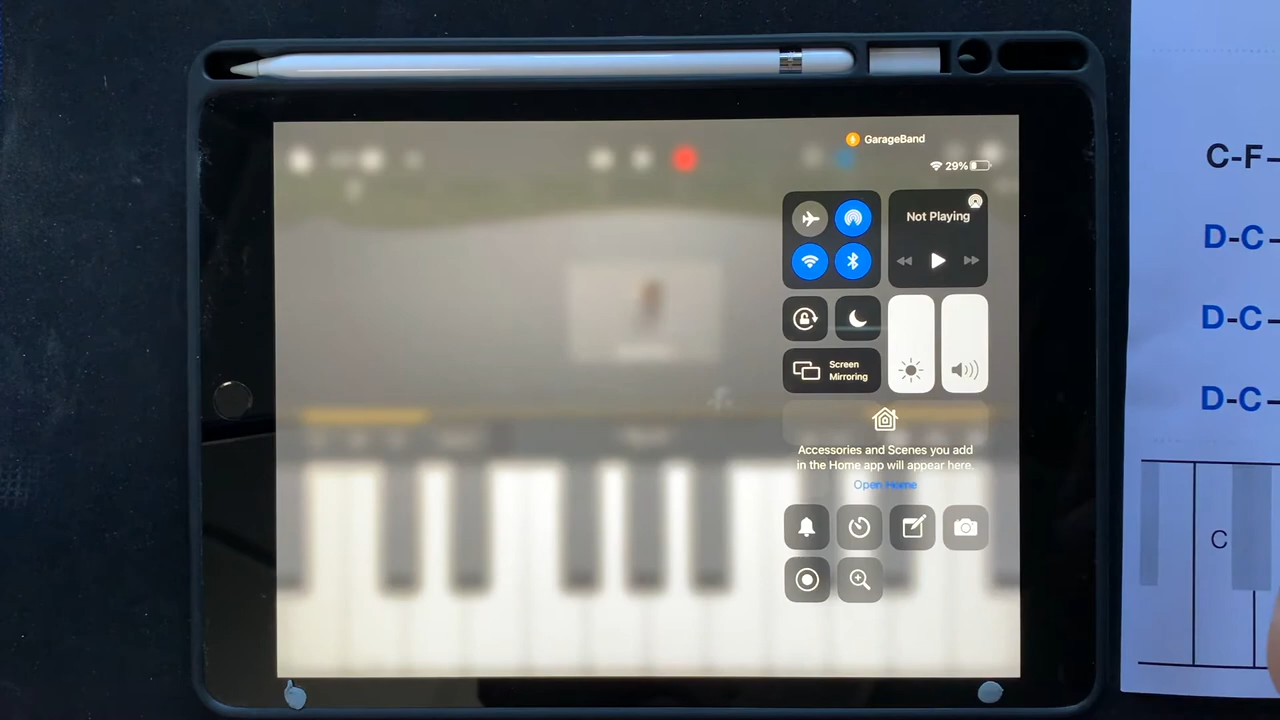 GarageBand
29%
Not Playing
Screen
Mirroring
Accessories and Scenes you add
in the Home app will appear here.
Open Home
C-F-
D-C-
D-C-
D-C-
C